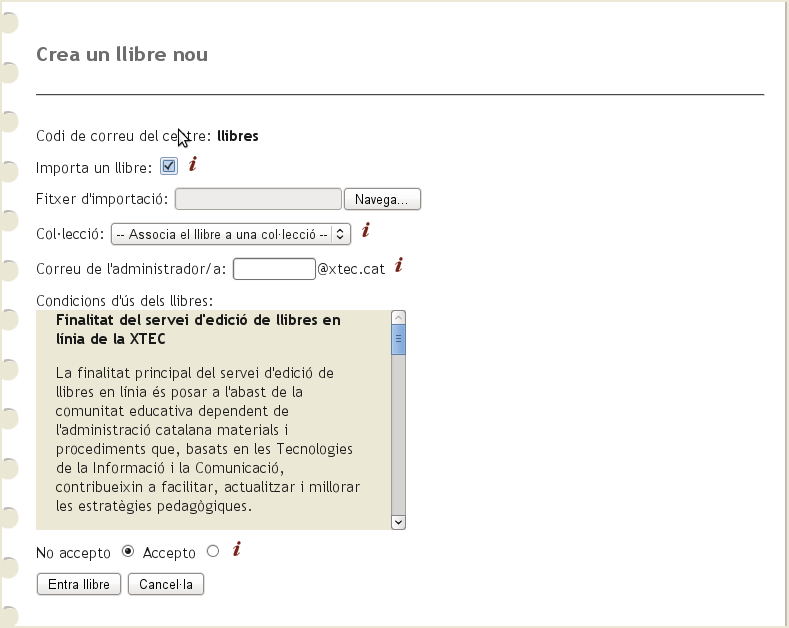 Crea un llibre nou
Codi de correu del centre: llibres
Importa un llibre: i
Fitxer d'importació: Navega...
Col·lecció: -- Associa el llibre a una col·lecció -- i
Correu de l'administrador/a: @xtec.cat i
Condicions d'ús dels llibres:
Finalitat del servei d'edició de llibres en
línia de la XTEC
La finalitat principal del servei d'edició de
llibres en línia és posar a l'abast de la
comunitat educativa dependent de
l'administració catalana materials i
procediments que, basats en les Tecnologies
de la Informació i la Comunicació,
contribueixin a facilitar, actualitzar i millorar
les estratègies pedagògiques.
No accepto Accepto i
Entra llibre Cancel·la